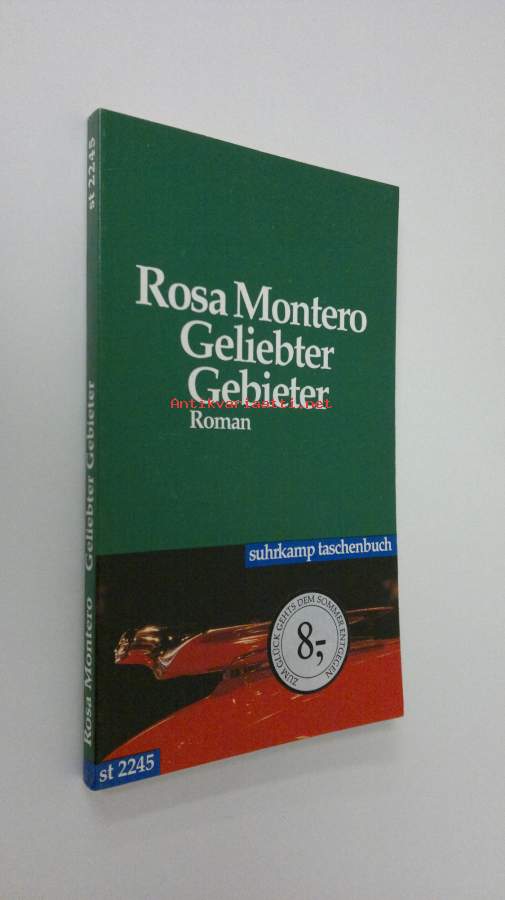 Rosa Montero
Geliebter
Gebieter
Antikvariaatti.net
Roman
suhrkamp taschenbuch
ZUM GLÜCK GEHTS DEM SOMMER ENTGEGEN
8,-
st 2245
st 2245
Rosa Montero Geliebter Gebieter